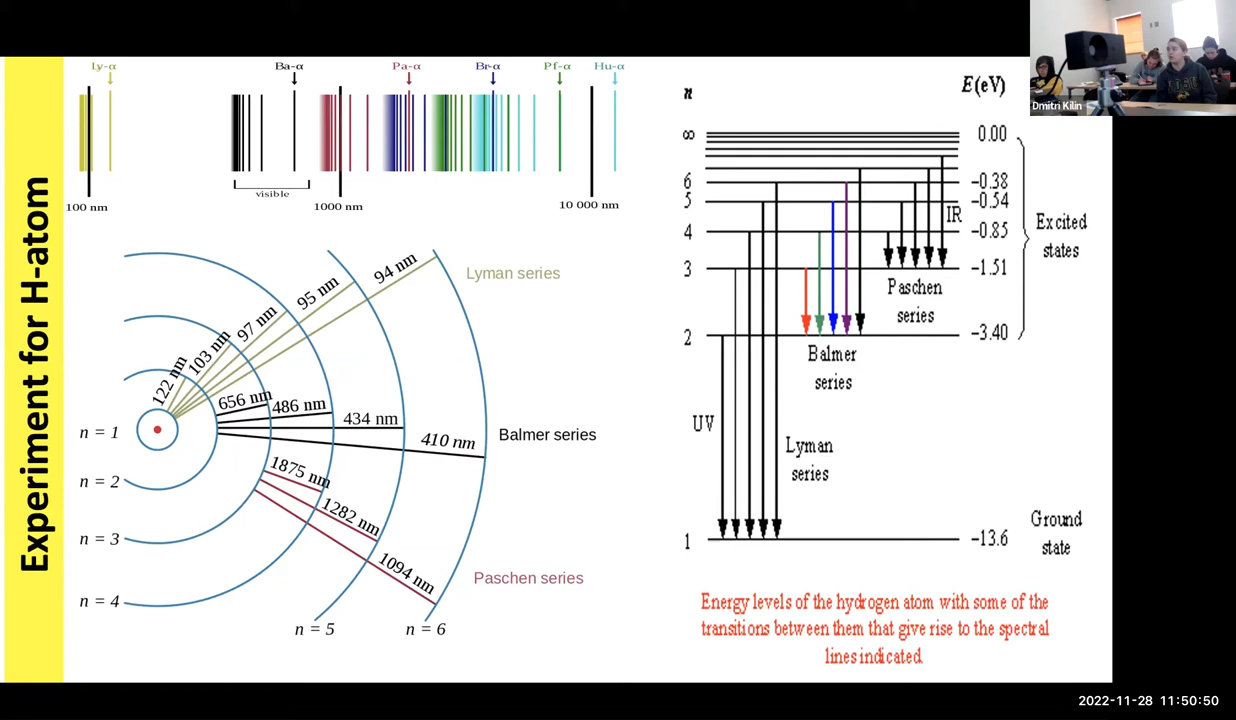 Experiment for H-atom
Ly-α
Ba-α
Pa-α
Br-α
Pf-α
Hu-α
visible
100 nm
1000 nm
10 000 nm
122 nm
103 nm
97 nm
95 nm
94 nm
Lyman series
656 nm
486 nm
434 nm
410 nm
Balmer series
1875 nm
1282 nm
1094 nm
Paschen series
n = 1
n = 2
n = 3
n = 4
n = 5
n = 6
n
E(eV)
∞
0.00
6
-0.38
5
-0.54
IR
4
-0.85
3
-1.51
Excited
states
Paschen
series
2
-3.40
Balmer
series
UV
Lyman
series
1
-13.6
Ground
state
Energy levels of the hydrogen atom with some of the
transitions between them that give rise to the spectral
lines indicated.
Dmitri Kilin
2022-11-28 11:50:50